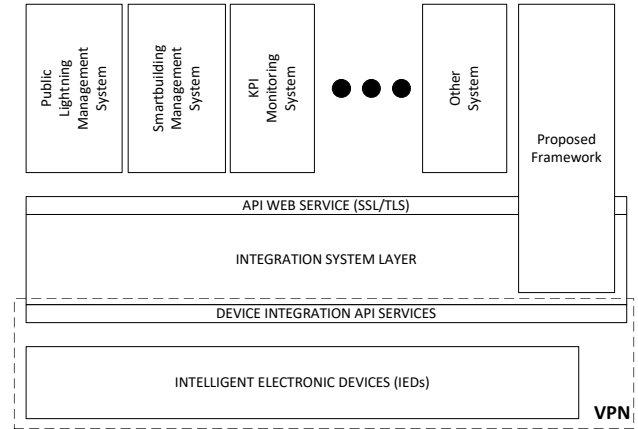 Public
Lightning
Management
System
Smartbuilding
Management
System
KPI
Monitoring
System
Other
System
Proposed
Framework
API WEB SERVICE (SSL/TLS)
INTEGRATION SYSTEM LAYER
DEVICE INTEGRATION API SERVICES
INTELLIGENT ELECTRONIC DEVICES (IEDs)
VPN